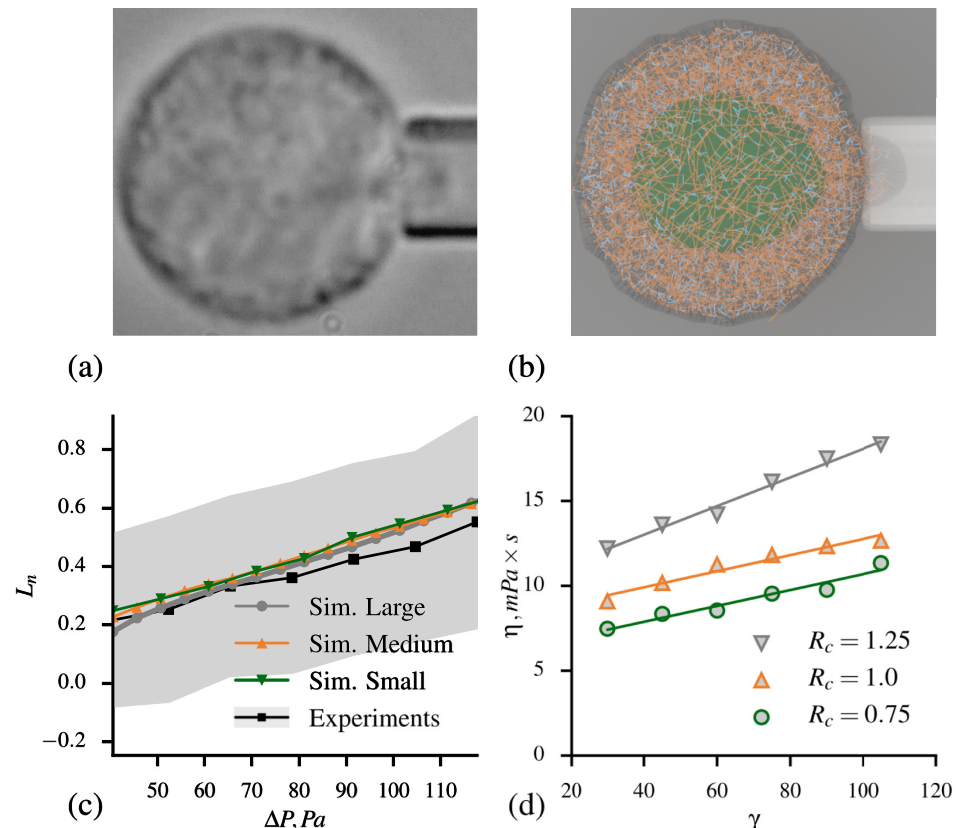 (a)
(b)
0.8
0.6
0.4
0.2
0.0
−0.2
L_m
Sim. Large
Sim. Medium
Sim. Small
Experiments
50 60 70 80 90 100 110
ΔP, Pa
(c)
20
15
10
5
0
η, mPa × s
R_c = 1.25
R_c = 1.0
R_c = 0.75
20 40 60 80 100 120
γ
(d)